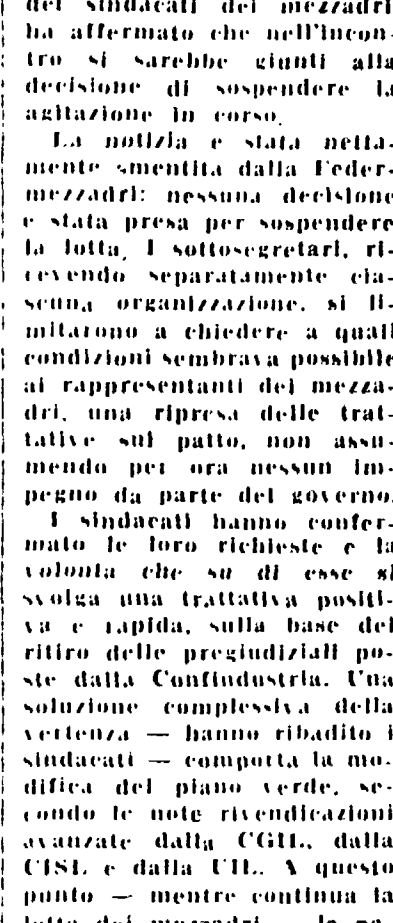 dei sindacati dei mezzadri
ha affermato che nell'incon-
tro si sarebbe giunti alla
decisione di sospendere la
agitazione in corso.
La notizia e stata netta-
mente smentita dalla Feder-
mezzadri: nessuna decisione
e stata presa per sospendere
la lotta. I sottosegretari, ri-
cevendo separatamente cia-
scuna organizzazione, si li-
mitarono a chiedere a quali
condizioni sembrava possibile
ai rappresentanti dei mezza-
dri, una ripresa delle trat-
tative sul patto, non assu-
mendo per ora nessun im-
pegno da parte del governo.
I sindacati hanno confer-
mato le loro richieste e la
volonta che su di esse si
svolga una trattativa positi-
va e rapida, sulla base del
ritiro delle pregiudiziali po-
ste dalla Confindustria. Una
soluzione complessiva della
vertenza — hanno ribadito i
sindacati — comporta la mo-
difica del piano verde, se-
condo le note rivendicazioni
avanzate dalla CGIL, dalla
CISL e dalla UIL. A questo
punto — mentre continua la
lotta dei mezzadri — la